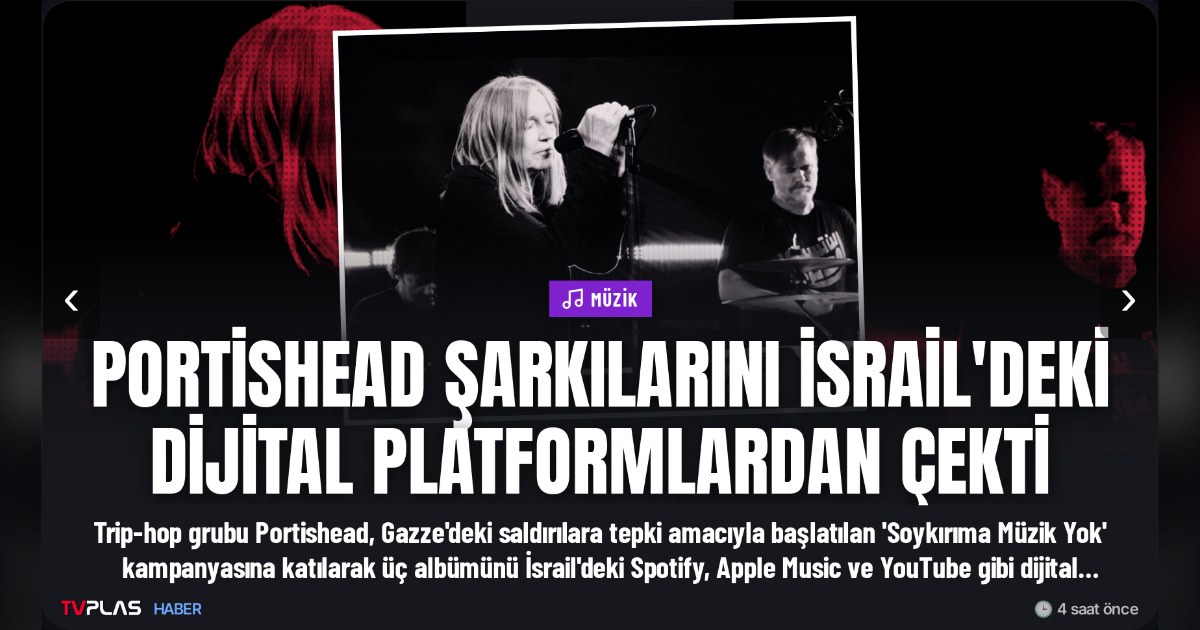 MÜZİK
PORTİSHEAD ŞARKILARINI İSRAİL'DEKİ
DİJİTAL PLATFORMLARDAN ÇEKTİ
Trip-hop grubu Portishead, Gazze'deki saldırılara tepki amacıyla başlatılan 'Soykırıma Müzik Yok'
kampanyasına katılarak üç albümünü İsrail'deki Spotify, Apple Music ve YouTube gibi dijital...
TVPLAS HABER
4 saat önce